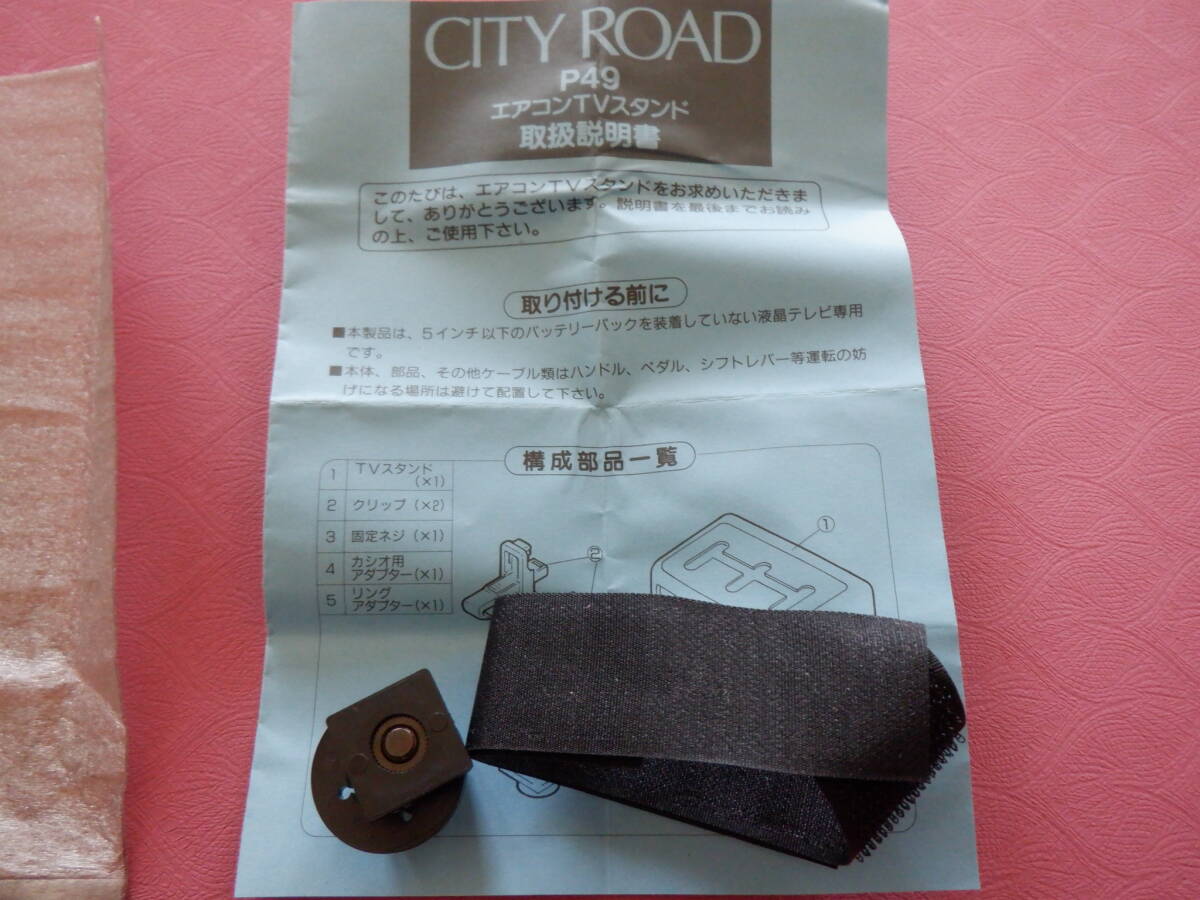 CITY ROAD
P49
エアコンTVスタンド
取扱説明書
このたびは、エアコンTVスタンドをお求めいただきま
して、ありがとうございます。説明書を最後までお読み
の上、ご使用下さい。
取り付ける前に
■本製品は、5インチ以下のバッテリーパックを装着していない液晶テレビ専用
です。
■本体、部品、その他ケーブル類はハンドル、ペダル、シフトレバー等運転の妨
げになる場所は避けて配置して下さい。
構成部品一覧
1 TVスタンド
(×1)
2 クリップ(×2)
3 固定ネジ(×1)
4 カシオ用
アダプター(×1)
5 リング
アダプター(×1)
①
②